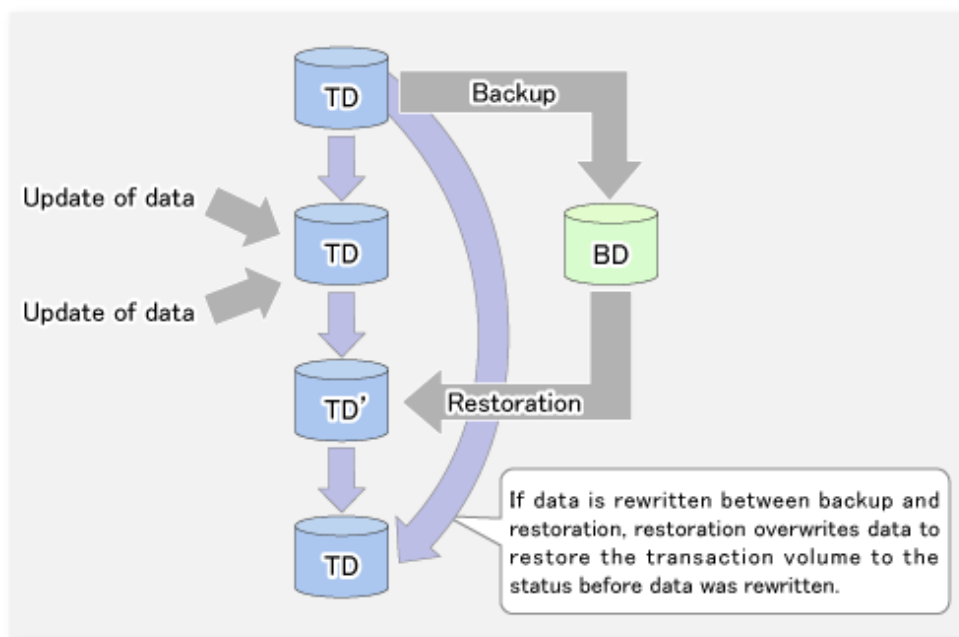 TD
Backup
Update of data
TD
BD
Update of data
TD’
Restoration
If data is rewritten between backup and
restoration, restoration overwrites data to
restore the transaction volume to the
status before data was rewritten.
TD